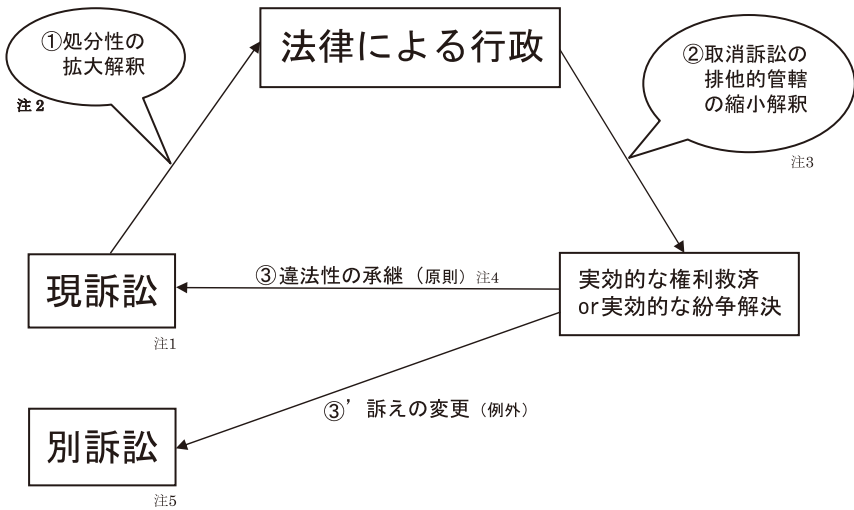 ①処分性の
拡大解釈
注２
法律による行政
②取消訴訟の
排他的管轄
の縮小解釈
注3
現訴訟
注1
③違法性の承継（原則）注4
実効的な権利救済
or実効的な紛争解決
③’訴えの変更（例外）
別訴訟
注5